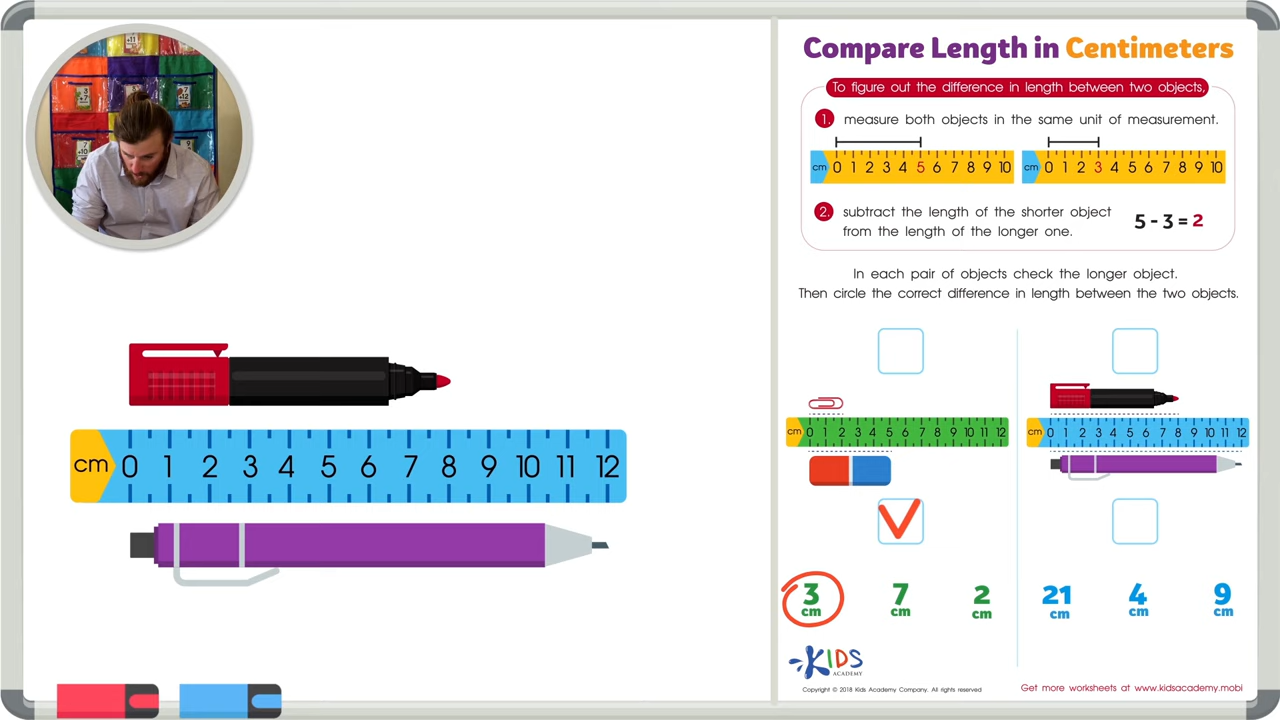 Compare Length in Centimeters
To figure out the difference in length between two objects,
1. measure both objects in the same unit of measurement.
cm 0 1 2 3 4 5 6 7 8 9 10
cm 0 1 2 3 4 5 6 7 8 9 10
2. subtract the length of the shorter object
from the length of the longer one.
5 - 3 = 2
In each pair of objects check the longer object.
Then circle the correct difference in length between the two objects.
cm 0 1 2 3 4 5 6 7 8 9 10 11 12
cm 0 1 2 3 4 5 6 7 8 9 10 11 12
cm 0 1 2 3 4 5 6 7 8 9 10 11 12
3 cm
7 cm
2 cm
21 cm
4 cm
9 cm
KIDS
ACADEMY
Copyright © 2018 Kids Academy Company. All rights reserved
Get more worksheets at www.kidsacademy.mobi